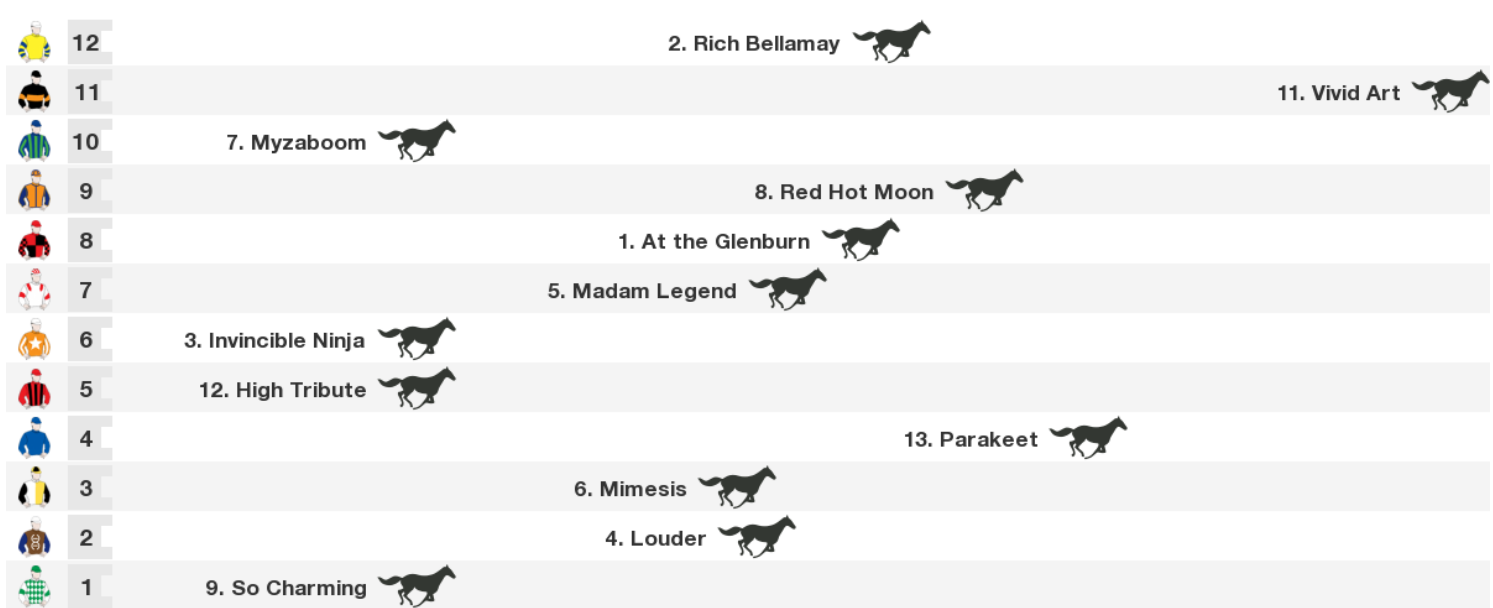 12 2. Rich Bellamay
11 11. Vivid Art
10 7. Myzaboom
9 8. Red Hot Moon
8 1. At the Glenburn
7 5. Madam Legend
6 3. Invincible Ninja
5 12. High Tribute
4 13. Parakeet
3 6. Mimesis
2 4. Louder
1 9. So Charming